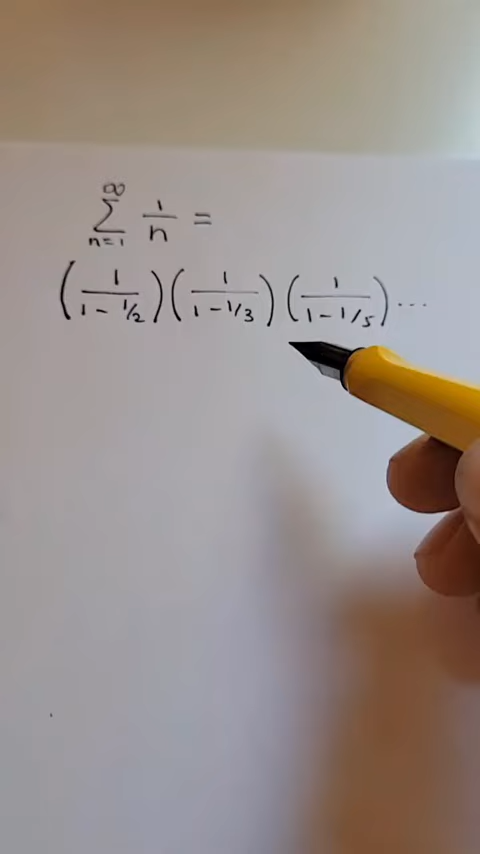 ∞
∑ 1/n =
n=1
(1/(1 - 1/2))(1/(1 - 1/3))(1/(1 - 1/5))...